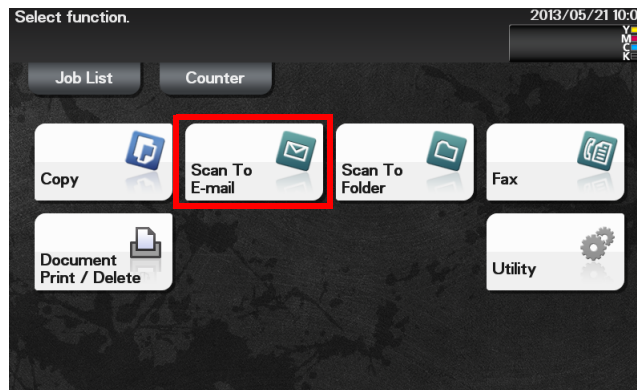 Select function.
2013/05/21 10:0
Y
M
C
K
Job List
Counter
Copy
Scan To
E-mail
Scan To
Folder
Fax
Document
Print / Delete
Utility